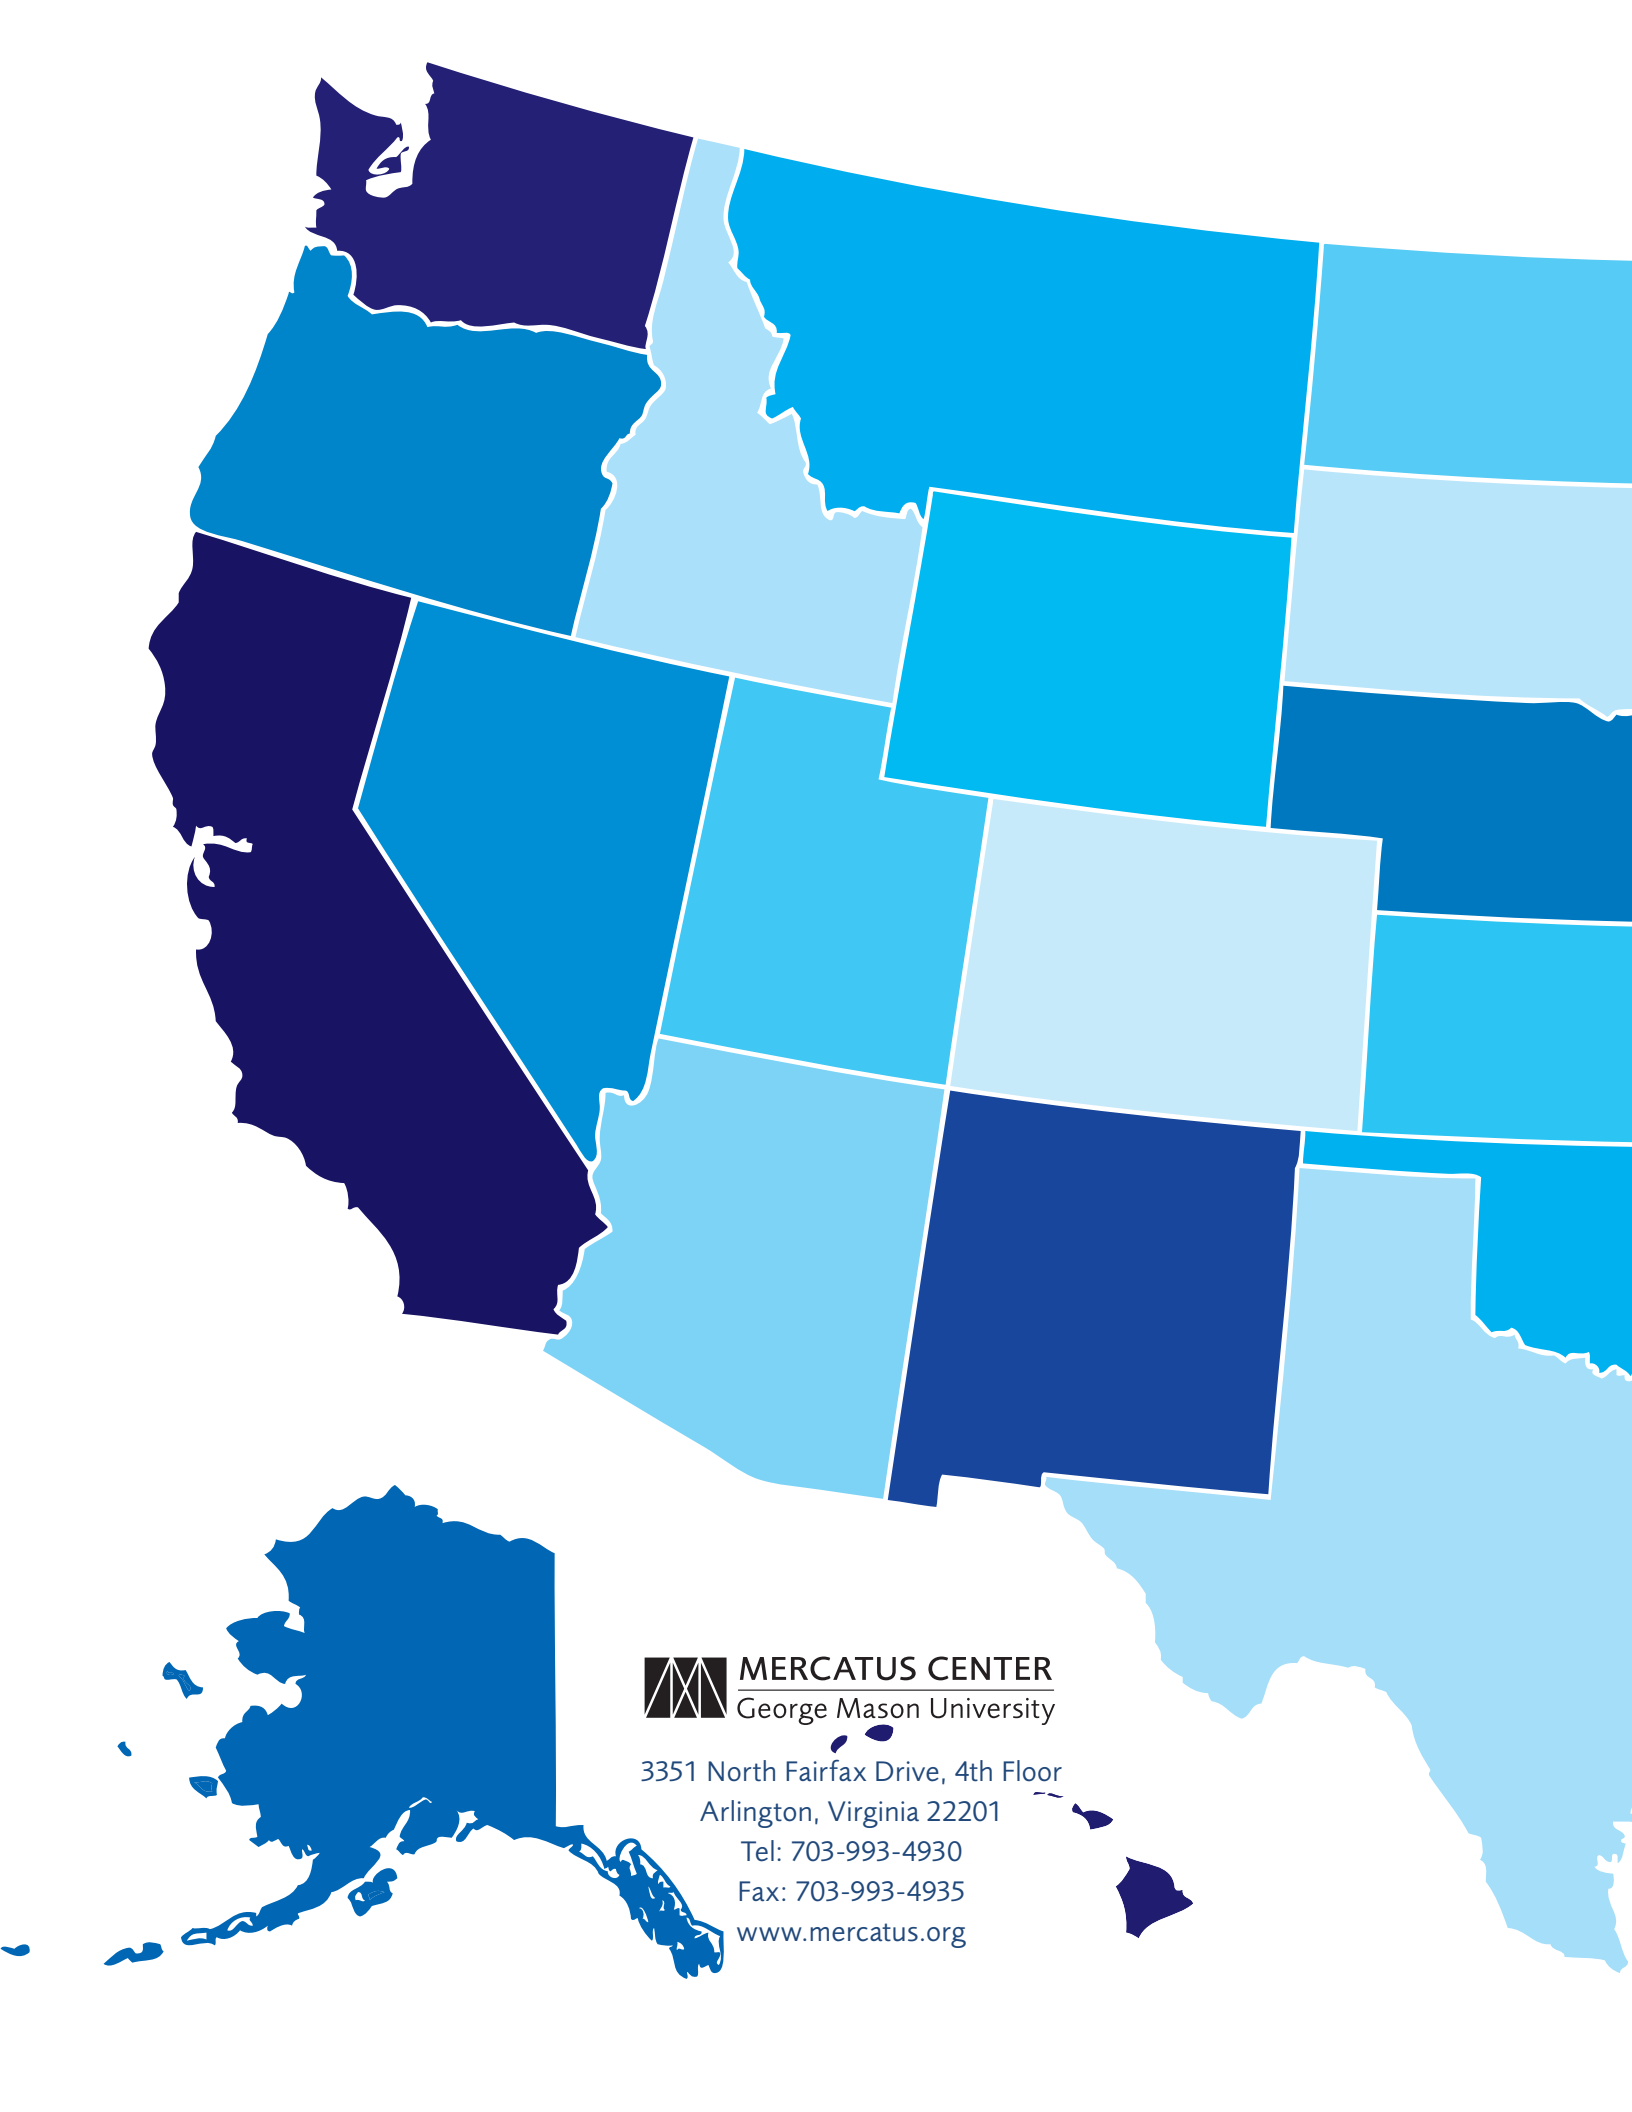 MERCATUS CENTER
George Mason University
3351 North Fairfax Drive, 4th Floor
Arlington, Virginia 22201
Tel: 703-993-4930
Fax: 703-993-4935
www.mercatus.org